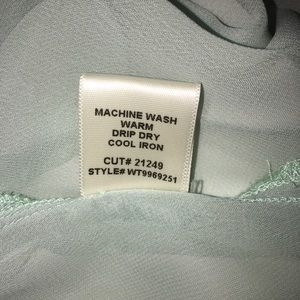 MACHINE WASH
WARM
DRIP DRY
COOL IRON
CUT# 21249
STYLE# WT9969251